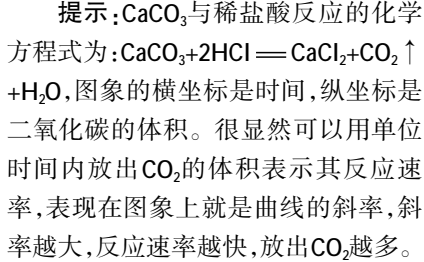 提示:CaCO₃与稀盐酸反应的化学
方程式为:CaCO₃+2HCl══CaCl₂+CO₂↑
+H₂O,图象的横坐标是时间,纵坐标是
二氧化碳的体积。很显然可以用单位
时间内放出CO₂的体积表示其反应速
率,表现在图象上就是曲线的斜率,斜
率越大,反应速率越快,放出CO₂越多。